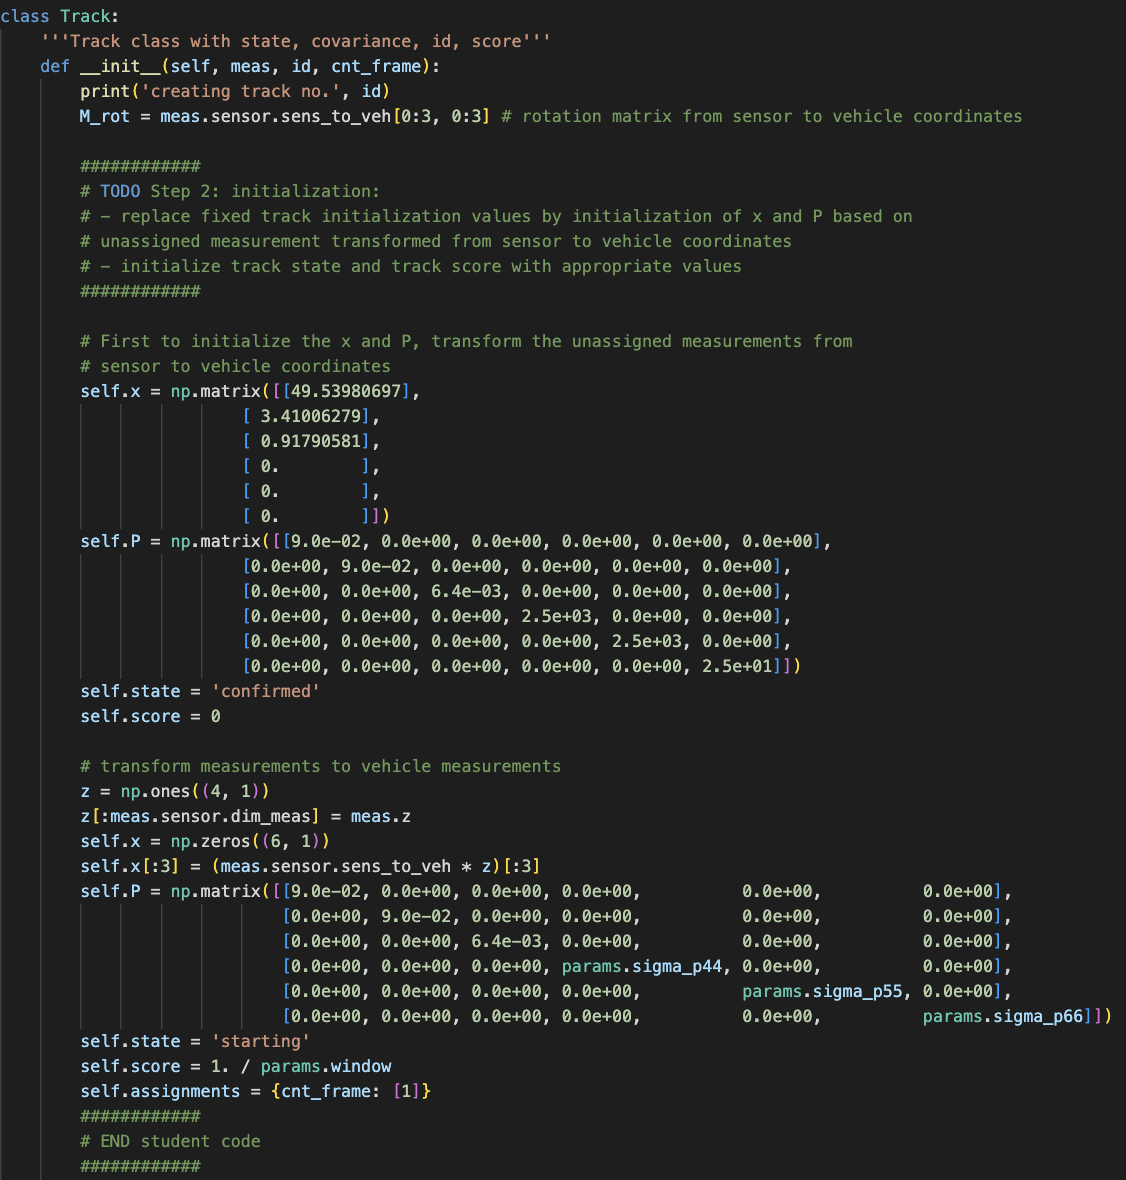 class Track:
    '''Track class with state, covariance, id, score'''
    def __init__(self, meas, id, cnt_frame):
        print('creating track no.', id)
        M_rot = meas.sensor.sens_to_veh[0:3, 0:3] # rotation matrix from sensor to vehicle coordinates

        ############
        # TODO Step 2: initialization:
        # - replace fixed track initialization values by initialization of x and P based on
        # unassigned measurement transformed from sensor to vehicle coordinates
        # - initialize track state and track score with appropriate values
        ############

        # First to initialize the x and P, transform the unassigned measurements from
        # sensor to vehicle coordinates
        self.x = np.matrix([[49.53980697],
                        [ 3.41006279],
                        [ 0.91790581],
                        [ 0.        ],
                        [ 0.        ],
                        [ 0.        ]])
        self.P = np.matrix([[9.0e-02, 0.0e+00, 0.0e+00, 0.0e+00, 0.0e+00, 0.0e+00],
                        [0.0e+00, 9.0e-02, 0.0e+00, 0.0e+00, 0.0e+00, 0.0e+00],
                        [0.0e+00, 0.0e+00, 6.4e-03, 0.0e+00, 0.0e+00, 0.0e+00],
                        [0.0e+00, 0.0e+00, 0.0e+00, 2.5e+03, 0.0e+00, 0.0e+00],
                        [0.0e+00, 0.0e+00, 0.0e+00, 0.0e+00, 2.5e+03, 0.0e+00],
                        [0.0e+00, 0.0e+00, 0.0e+00, 0.0e+00, 0.0e+00, 2.5e+01]])
        self.state = 'confirmed'
        self.score = 0

        # transform measurements to vehicle measurements
        z = np.ones((4, 1))
        z[:meas.sensor.dim_meas] = meas.z
        self.x = np.zeros((6, 1))
        self.x[:3] = (meas.sensor.sens_to_veh * z)[:3]
        self.P = np.matrix([[9.0e-02, 0.0e+00, 0.0e+00, 0.0e+00,          0.0e+00,          0.0e+00],
                            [0.0e+00, 9.0e-02, 0.0e+00, 0.0e+00,          0.0e+00,          0.0e+00],
                            [0.0e+00, 0.0e+00, 6.4e-03, 0.0e+00,          0.0e+00,          0.0e+00],
                            [0.0e+00, 0.0e+00, 0.0e+00, params.sigma_p44, 0.0e+00,          0.0e+00],
                            [0.0e+00, 0.0e+00, 0.0e+00, 0.0e+00,          params.sigma_p55, 0.0e+00],
                            [0.0e+00, 0.0e+00, 0.0e+00, 0.0e+00,          0.0e+00,          params.sigma_p66]])
        self.state = 'starting'
        self.score = 1. / params.window
        self.assignments = {cnt_frame: [1]}
        ############
        # END student code
        ############